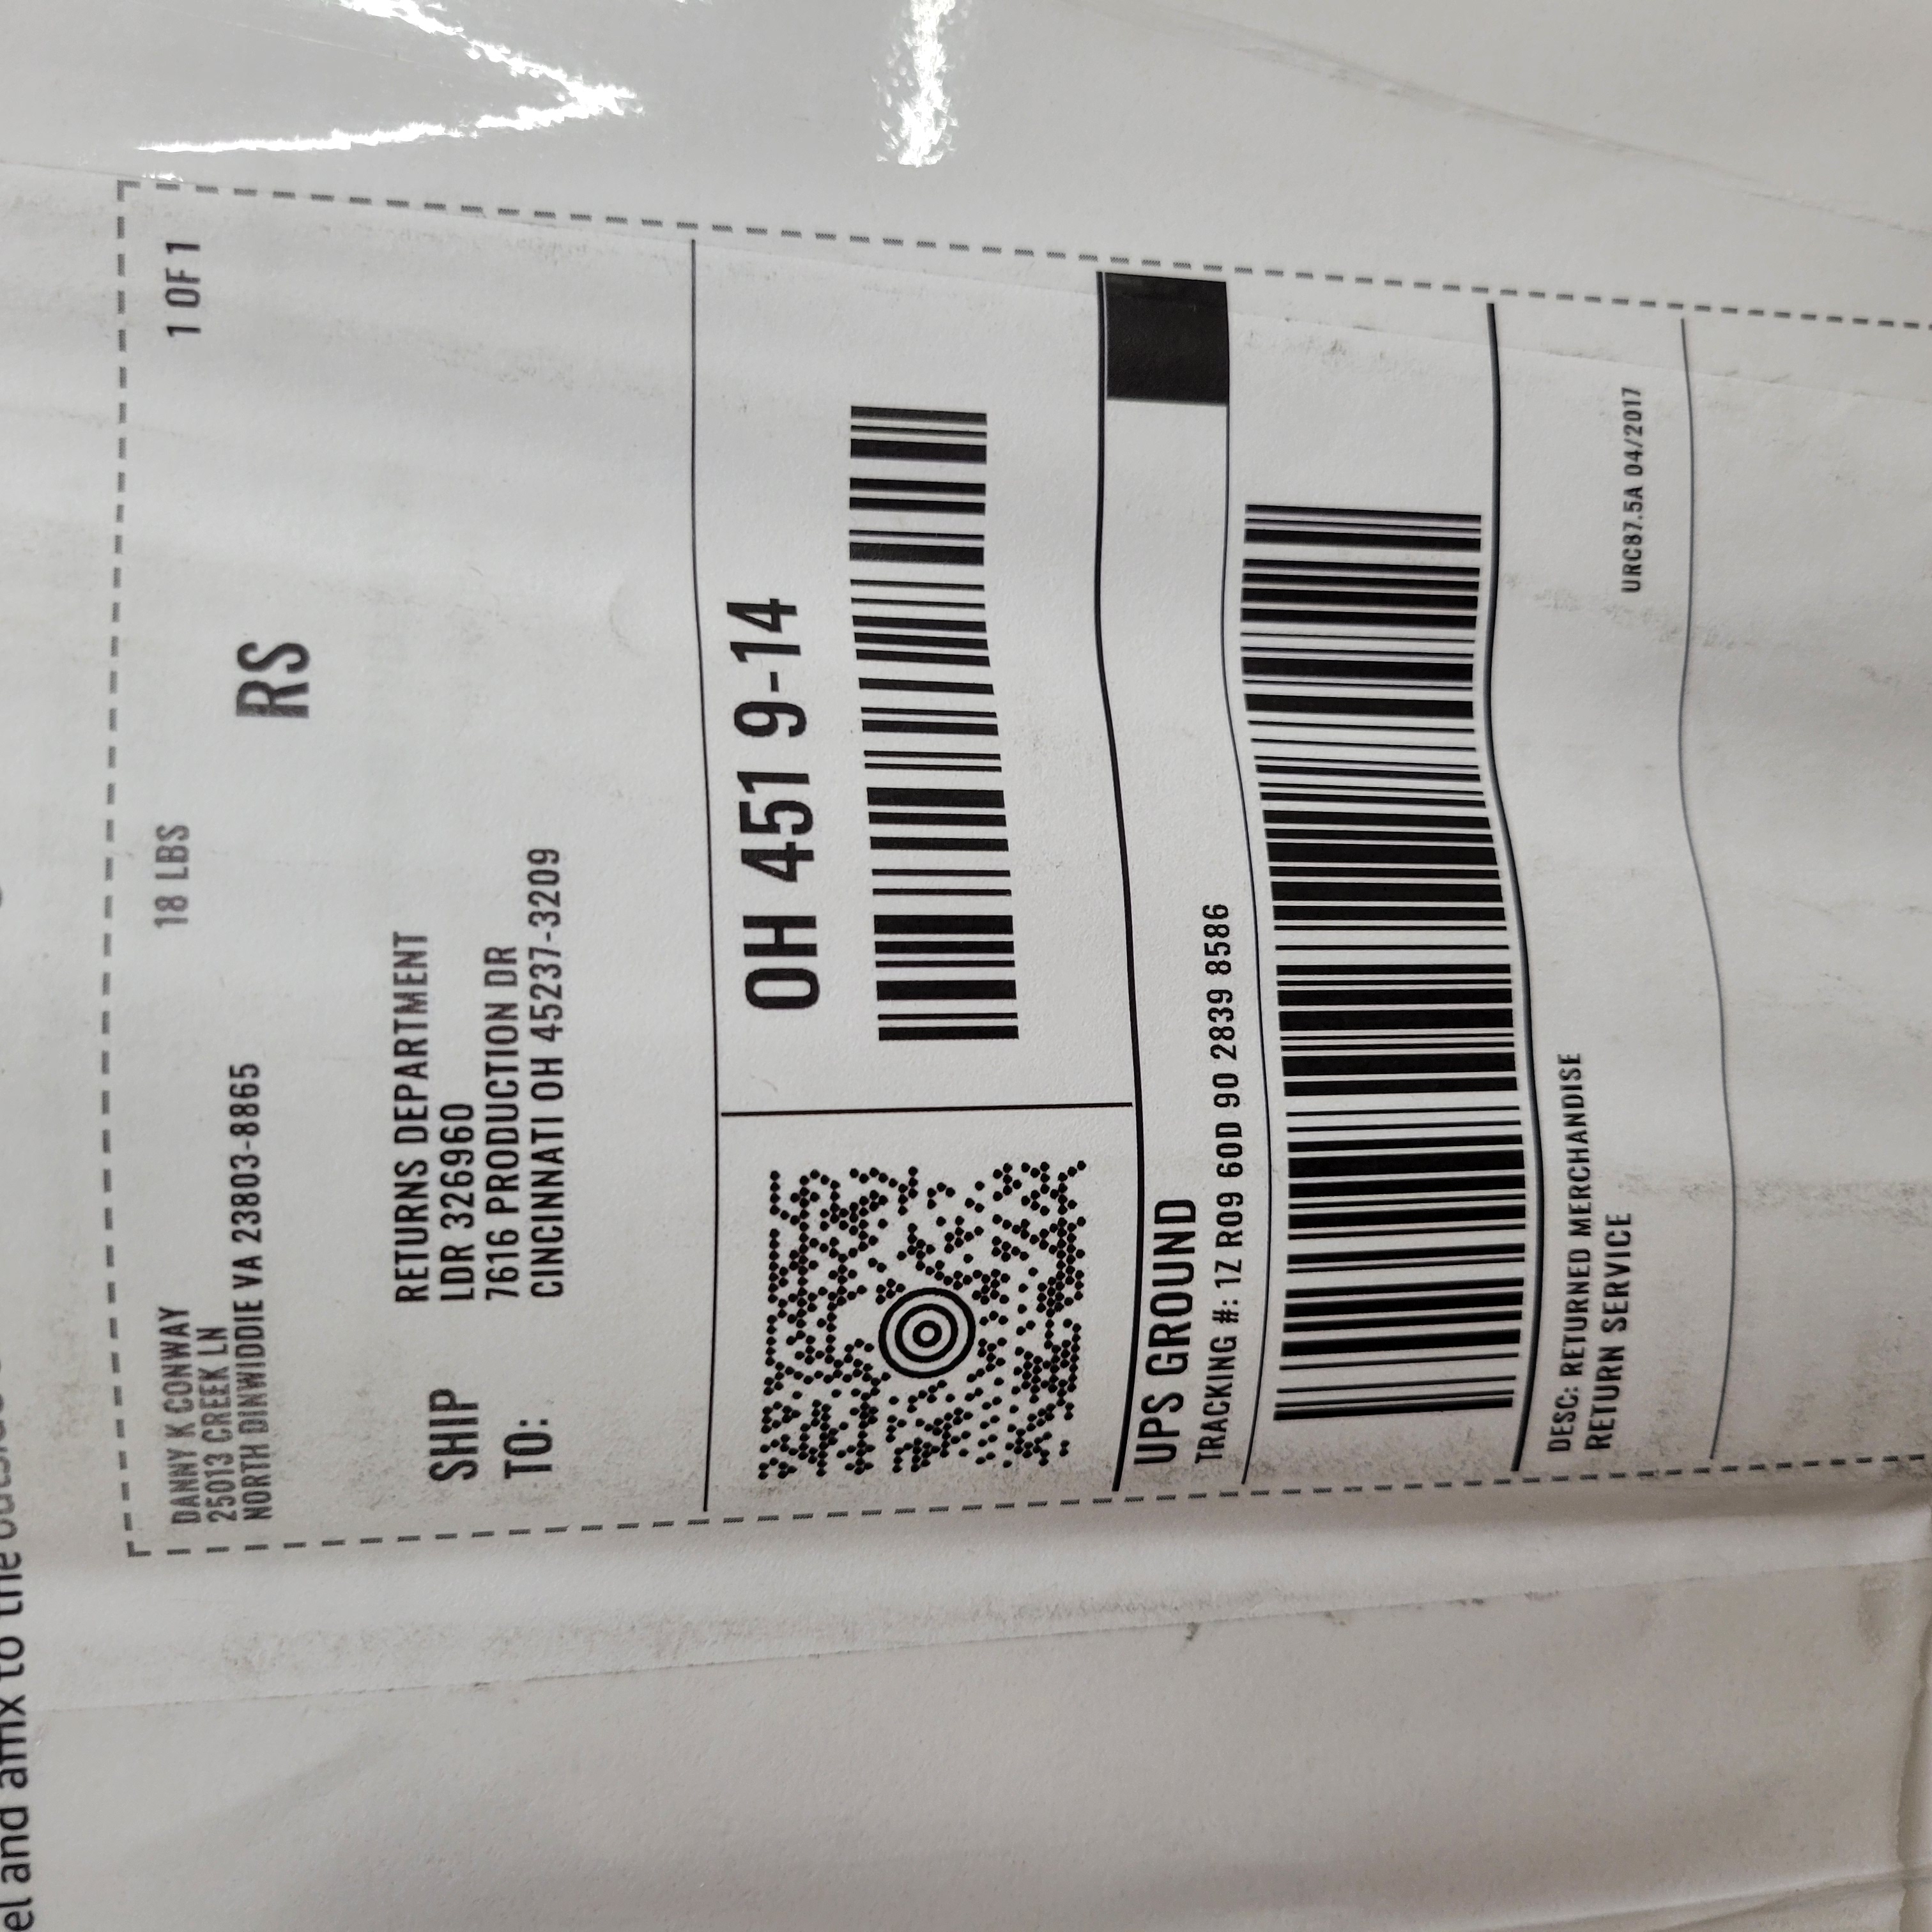 el and affix to the
18 LBS
1 OF 1
DANNY K CONWAY
25013 CREEK LN
NORTH DINWIDDIE VA 23803-8865
RS
SHIP
TO:
RETURNS DEPARTMENT
LDR 326960
7616 PRODUCTION DR
CINCINNATI OH 45237-3209
OH 451 9-14
UPS GROUND
TRACKING #: 1Z R09 60D 90 2839 8586
DESC: RETURNED MERCHANDISE
RETURN SERVICE
URC87.5A 04/2017